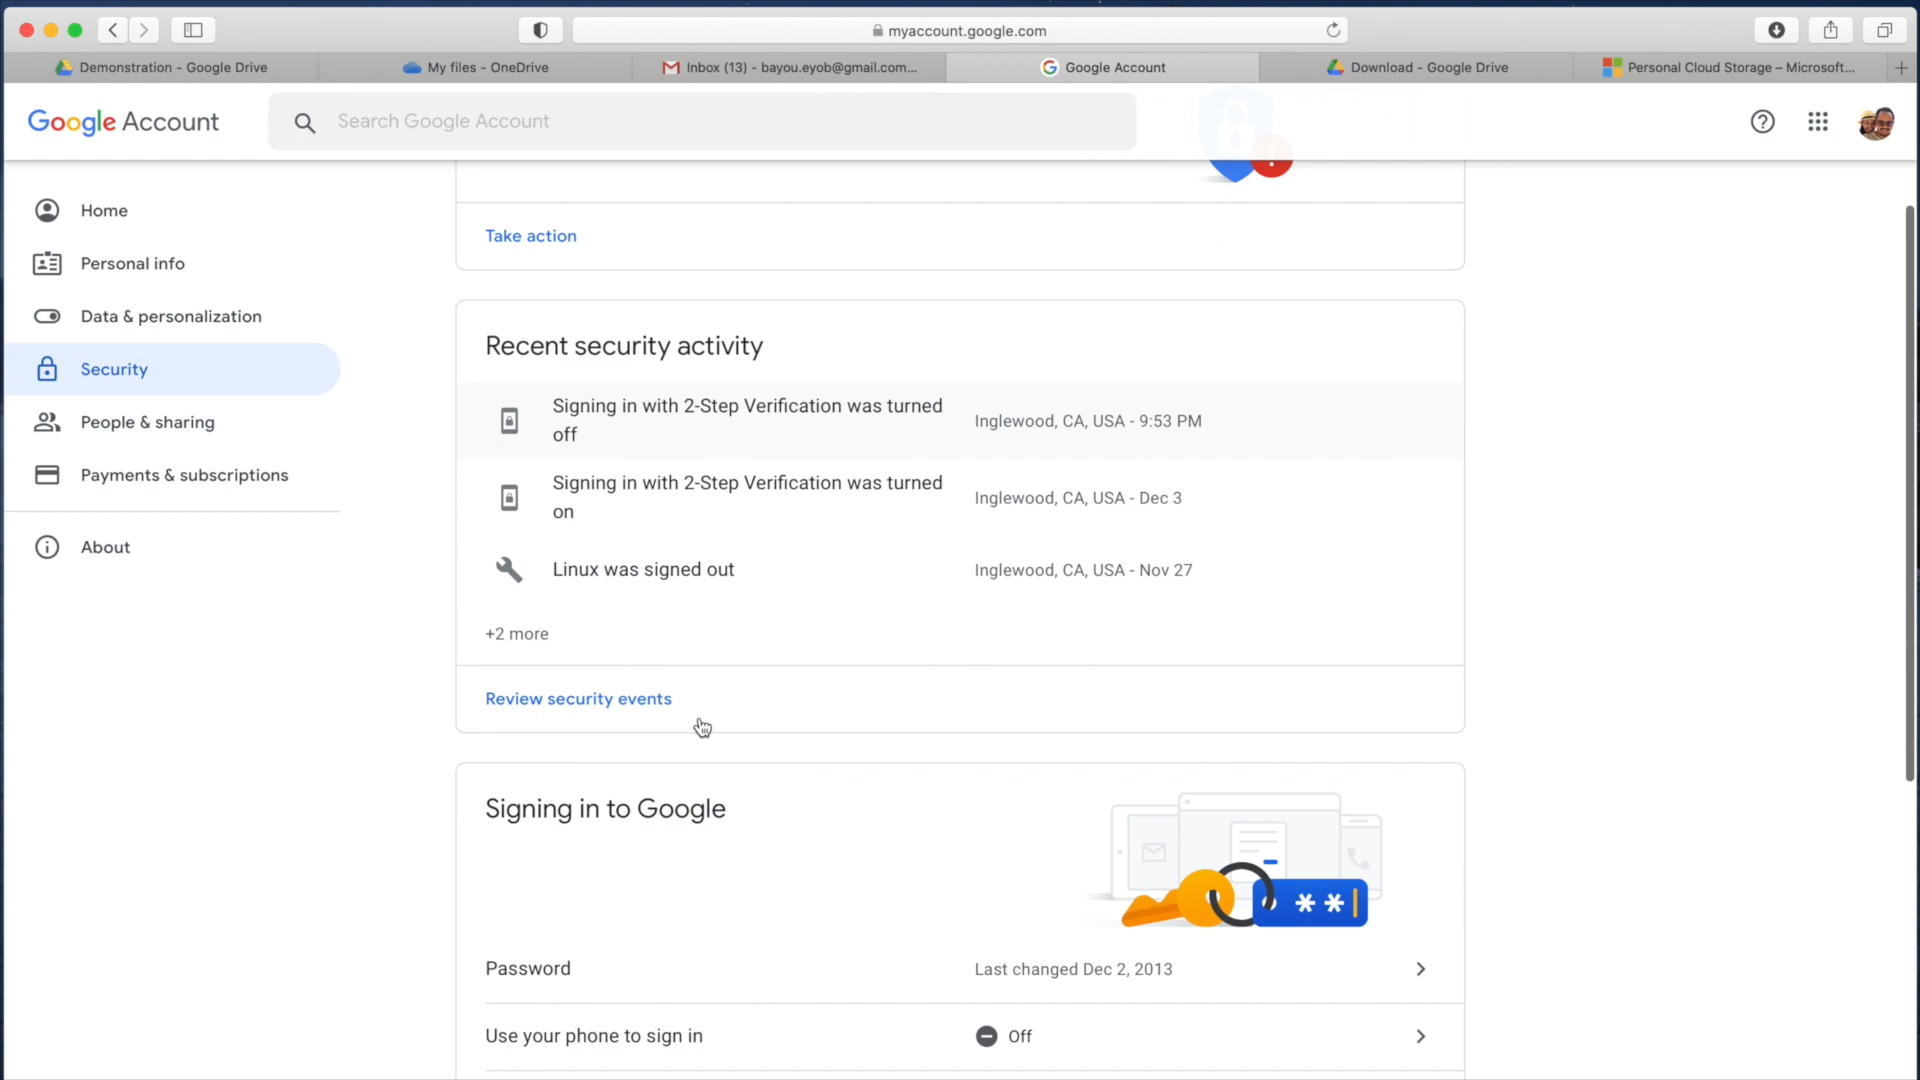 myaccount.google.com
Demonstration - Google Drive
My files - OneDrive
Inbox (13) - bayou.eyob@gmail.com...
Google Account
Download - Google Drive
Personal Cloud Storage – Microsoft...
Google Account
Search Google Account
Home
Personal info
Data & personalization
Security
People & sharing
Payments & subscriptions
About
Take action
Recent security activity
Signing in with 2-Step Verification was turned
off
Inglewood, CA, USA - 9:53 PM
Signing in with 2-Step Verification was turned
on
Inglewood, CA, USA - Dec 3
Linux was signed out
Inglewood, CA, USA - Nov 27
+2 more
Review security events
Signing in to Google
**
Password
Last changed Dec 2, 2013
Use your phone to sign in
Off